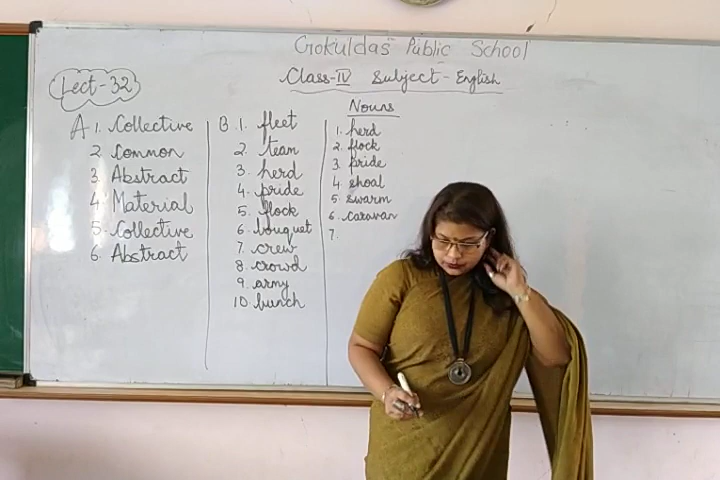 Gokuldas Public School
Class-IV Subject - English
Lect-32
A 1. Collective
2. Common
3. Abstract
4. Material
5. Collective
6. Abstract
B. 1. fleet
2. team
3. herd
4. pride
5. flock
6. bouquet
7. crew
8. crowd
9. army
10. bunch
Nouns
1. herd
2. flock
3. pride
4. shoal
5. swarm
6. caravan
7.